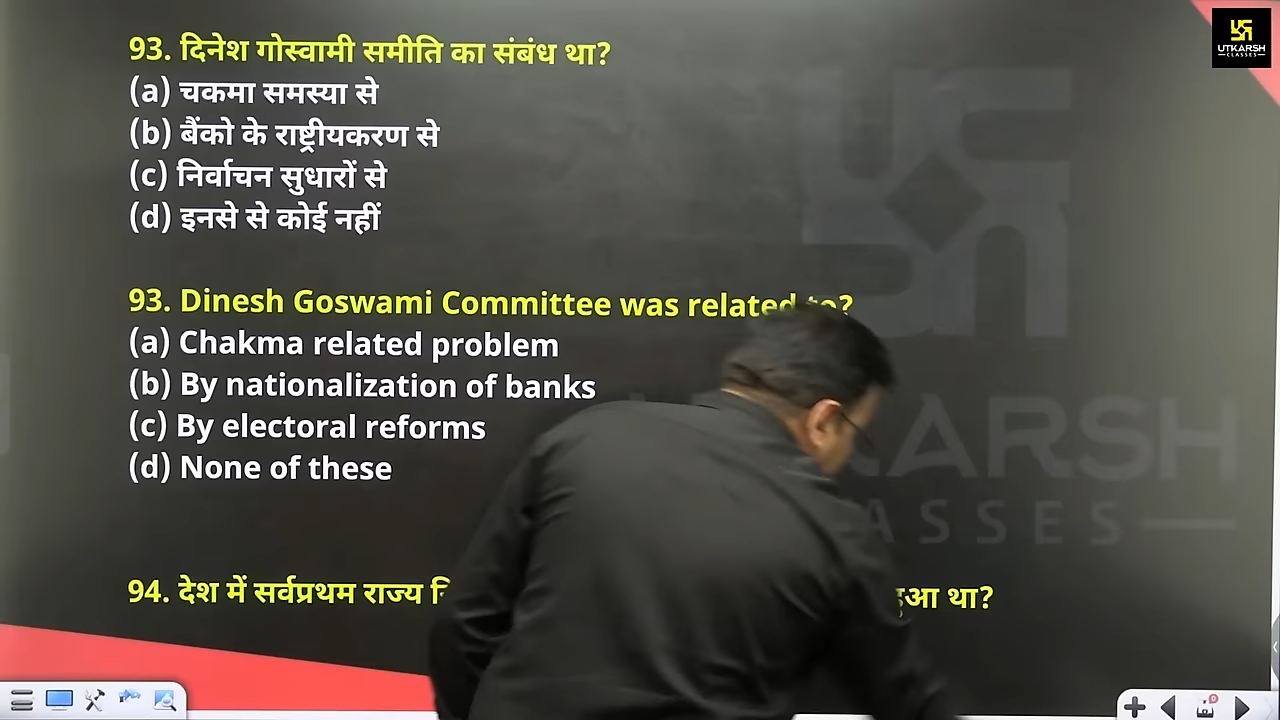 93. दिनेश गोस्वामी समीति का संबंध था?
(a) चकमा समस्या से
(b) बैंको के राष्ट्रीयकरण से
(c) निर्वाचन सुधारों से
(d) इनसे से कोई नहीं
93. Dinesh Goswami Committee was related to?
(a) Chakma related problem
(b) By nationalization of banks
(c) By electoral reforms
(d) None of these
94. देश में सर्वप्रथम राज्य हुआ था?
UTKARSH
CLASSES